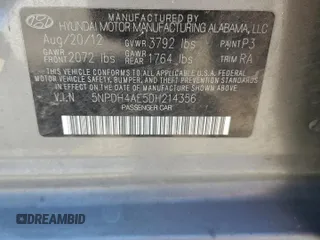 MANUFACTURED BY
HYUNDAI MOTOR MANUFACTURING ALABAMA, LLC
Aug/20/12 GVWR 3792 lbs PAINT P3
GAWR FRONT 2072 lbs GAWR REAR 1764 lbs TRIM RA
THIS VEHICLE CONFORMS TO ALL APPLICABLE
FEDERAL MOTOR VEHICLE SAFETY, BUMPER, AND
THEFT PREVENTION STANDARDS IN EFFECT ON
THE DATE OF MANUFACTURE SHOWN ABOVE.
V.I.N 5NPDH4AE5DH214356
PASSENGER CAR
DREAMBID